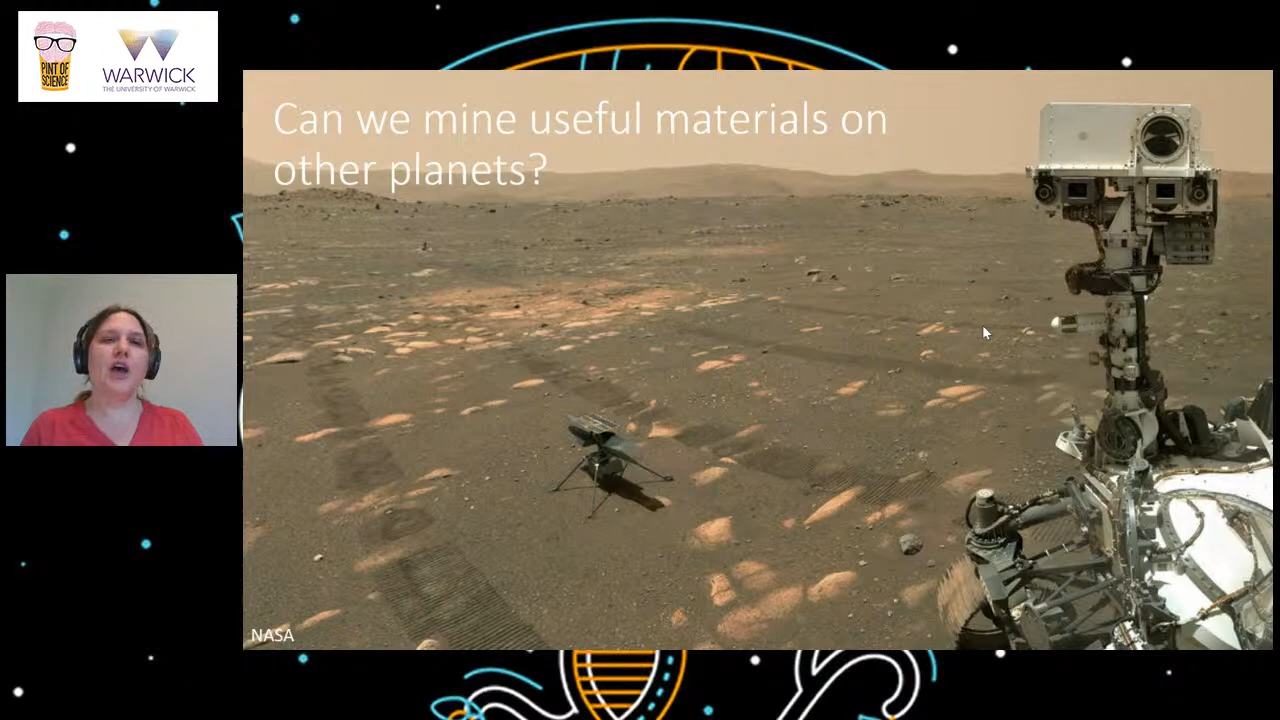 PINT OF
SCIENCE
WARWICK
THE UNIVERSITY OF WARWICK
Can we mine useful materials on
other planets?
NASA